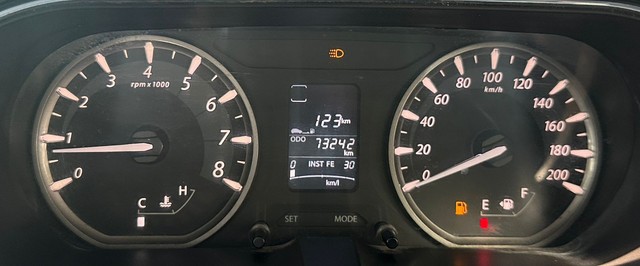 0 1 2 3 4 5 6 7 8
rpm x 1000
C H
123 km
ODO 73242 km
0 INST FE 30
km/l
SET MODE
0 20 40 60 80 100 120 140 160 180 200
km/h
E F